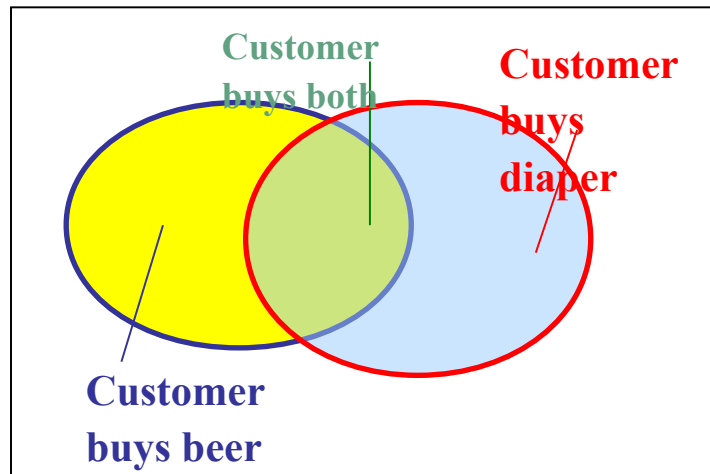 Customer
buys both
Customer
buys
diaper
Customer
buys beer